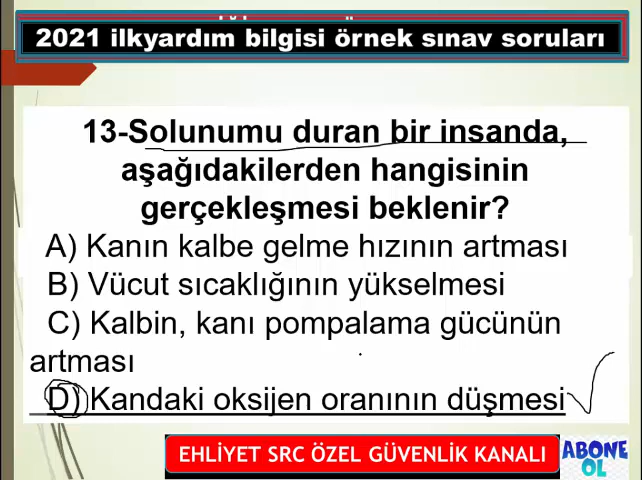 2021 ilkyardım bilgisi örnek sınav soruları
13-Solunumu duran bir insanda,
aşağıdakilerden hangisinin
gerçekleşmesi beklenir?
A) Kanın kalbe gelme hızının artması
B) Vücut sıcaklığının yükselmesi
C) Kalbin, kanı pompalama gücünün
artması
D) Kandaki oksijen oranının düşmesi
EHLİYET SRC ÖZEL GÜVENLİK KANALI
ABONE
OL